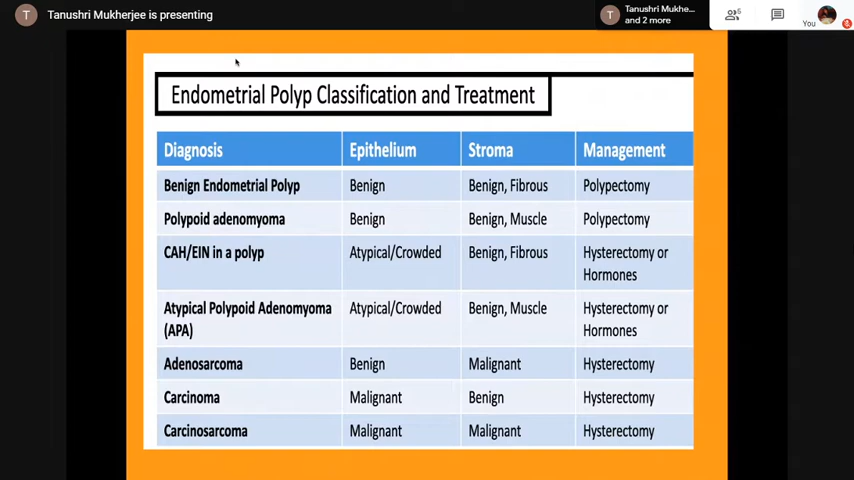 T Tanushri Mukherjee is presenting
T Tanushri Mukhe...
and 2 more
6
You
Endometrial Polyp Classification and Treatment
Diagnosis Epithelium Stroma Management
Benign Endometrial Polyp Benign Benign, Fibrous Polypectomy
Polypoid adenomyoma Benign Benign, Muscle Polypectomy
CAH/EIN in a polyp Atypical/Crowded Benign, Fibrous Hysterectomy or
Hormones
Atypical Polypoid Adenomyoma Atypical/Crowded Benign, Muscle Hysterectomy or
(APA) Hormones
Adenosarcoma Benign Malignant Hysterectomy
Carcinoma Malignant Benign Hysterectomy
Carcinosarcoma Malignant Malignant Hysterectomy